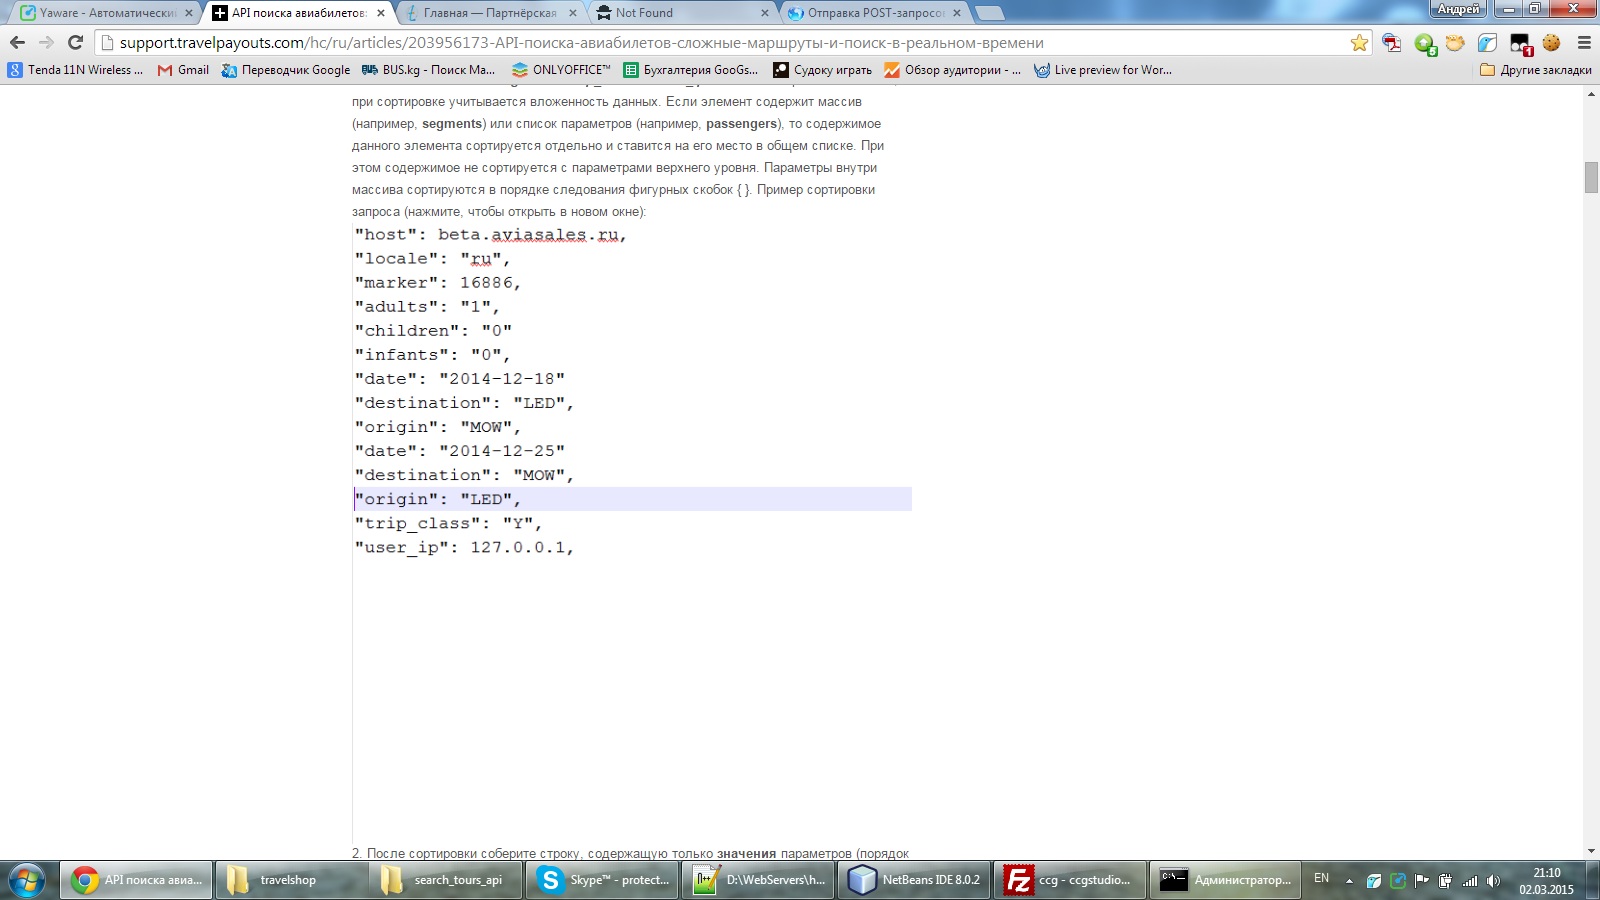 Yaware - Автоматический
API поиска авиабилетов:
Главная — Партнёрская
Not Found
Отправка POST-запросов
Андрей
support.travelpayouts.com/hc/ru/articles/203956173-API-поиска-авиабилетов-сложные-маршруты-и-поиск-в-реальном-времени
5
1
Tenda 11N Wireless ...
Gmail
Переводчик Google
BUS.kg - Поиск Ма...
ONLYOFFICE™
Бухгалтерия GooGs...
Судоку играть
Обзор аудитории - ...
Live preview for Wor...
Другие закладки
при сортировке учитывается вложенность данных. Если элемент содержит массив
(например, segments) или список параметров (например, passengers), то содержимое
данного элемента сортируется отдельно и ставится на его место в общем списке. При
этом содержимое не сортируется с параметрами верхнего уровня. Параметры внутри
массива сортируются в порядке следования фигурных скобок { }. Пример сортировки
запроса (нажмите, чтобы открыть в новом окне):
"host": beta.aviasales.ru,
"locale": "ru",
"marker": 16886,
"adults": "1",
"children": "0"
"infants": "0",
"date": "2014-12-18"
"destination": "LED",
"origin": "MOW",
"date": "2014-12-25"
"destination": "MOW",
"origin": "LED",
"trip_class": "Y",
"user_ip": 127.0.0.1,
2. После сортировки соберите строку, содержащую только значения параметров (порядок
API поиска авиа...
travelshop
search_tours_api
Skype™ - protect...
D:\WebServers\h...
NetBeans IDE 8.0.2
ccg - ccgstudio...
Администратор...
EN
21:10
02.03.2015